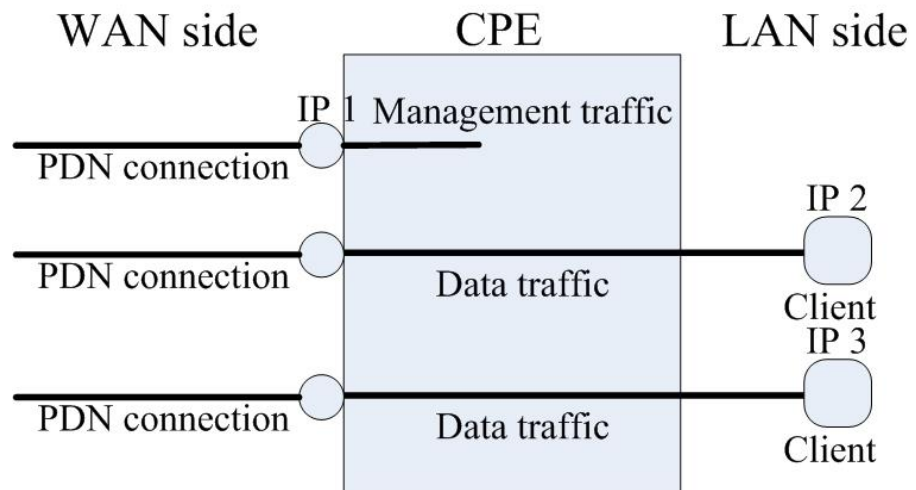 WAN side
CPE
LAN side
IP 1
Management traffic
PDN connection
IP 2
PDN connection
Data traffic
Client
IP 3
PDN connection
Data traffic
Client